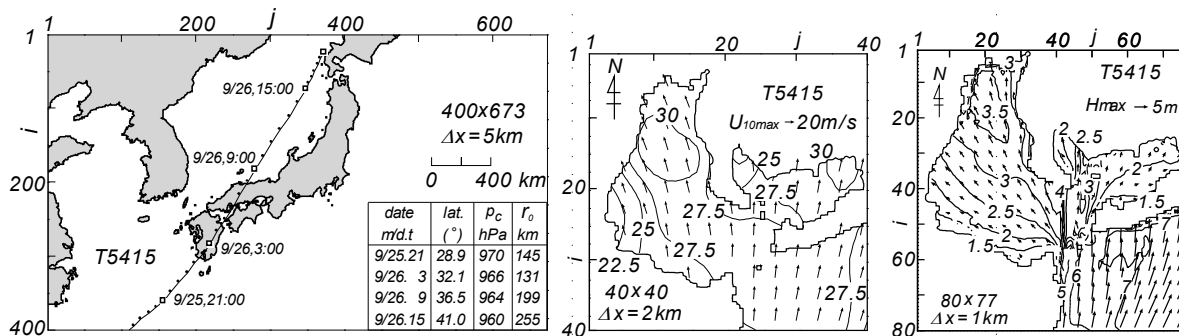 1 j 200 400 600
1
9/26,15:00
400x673
Δx=5km
i
9/26,9:00
200
0 400 km
date lat. pc r₀
m/d.t (°) hPa km
9/25.21 28.9 970 145
9/26. 3 32.1 966 131
9/26. 9 36.5 964 199
9/26.15 41.0 960 255
9/26,3:00
T5415
9/25,21:00
400
1 20 j 40
1
N
T5415
U10max → 20m/s
30
25 30
20
27.5
27.5
25
27.5
22.5
27.5
i
40x40
Δx=2km
40
1 20 40 j 60
1
3
N
T5415
Hmax → 5m
20
3.5
2 2.5
3
2
40
4 3
2.5
1.5
2
1.5
i
60
6
5
80x77
Δx=1km
80